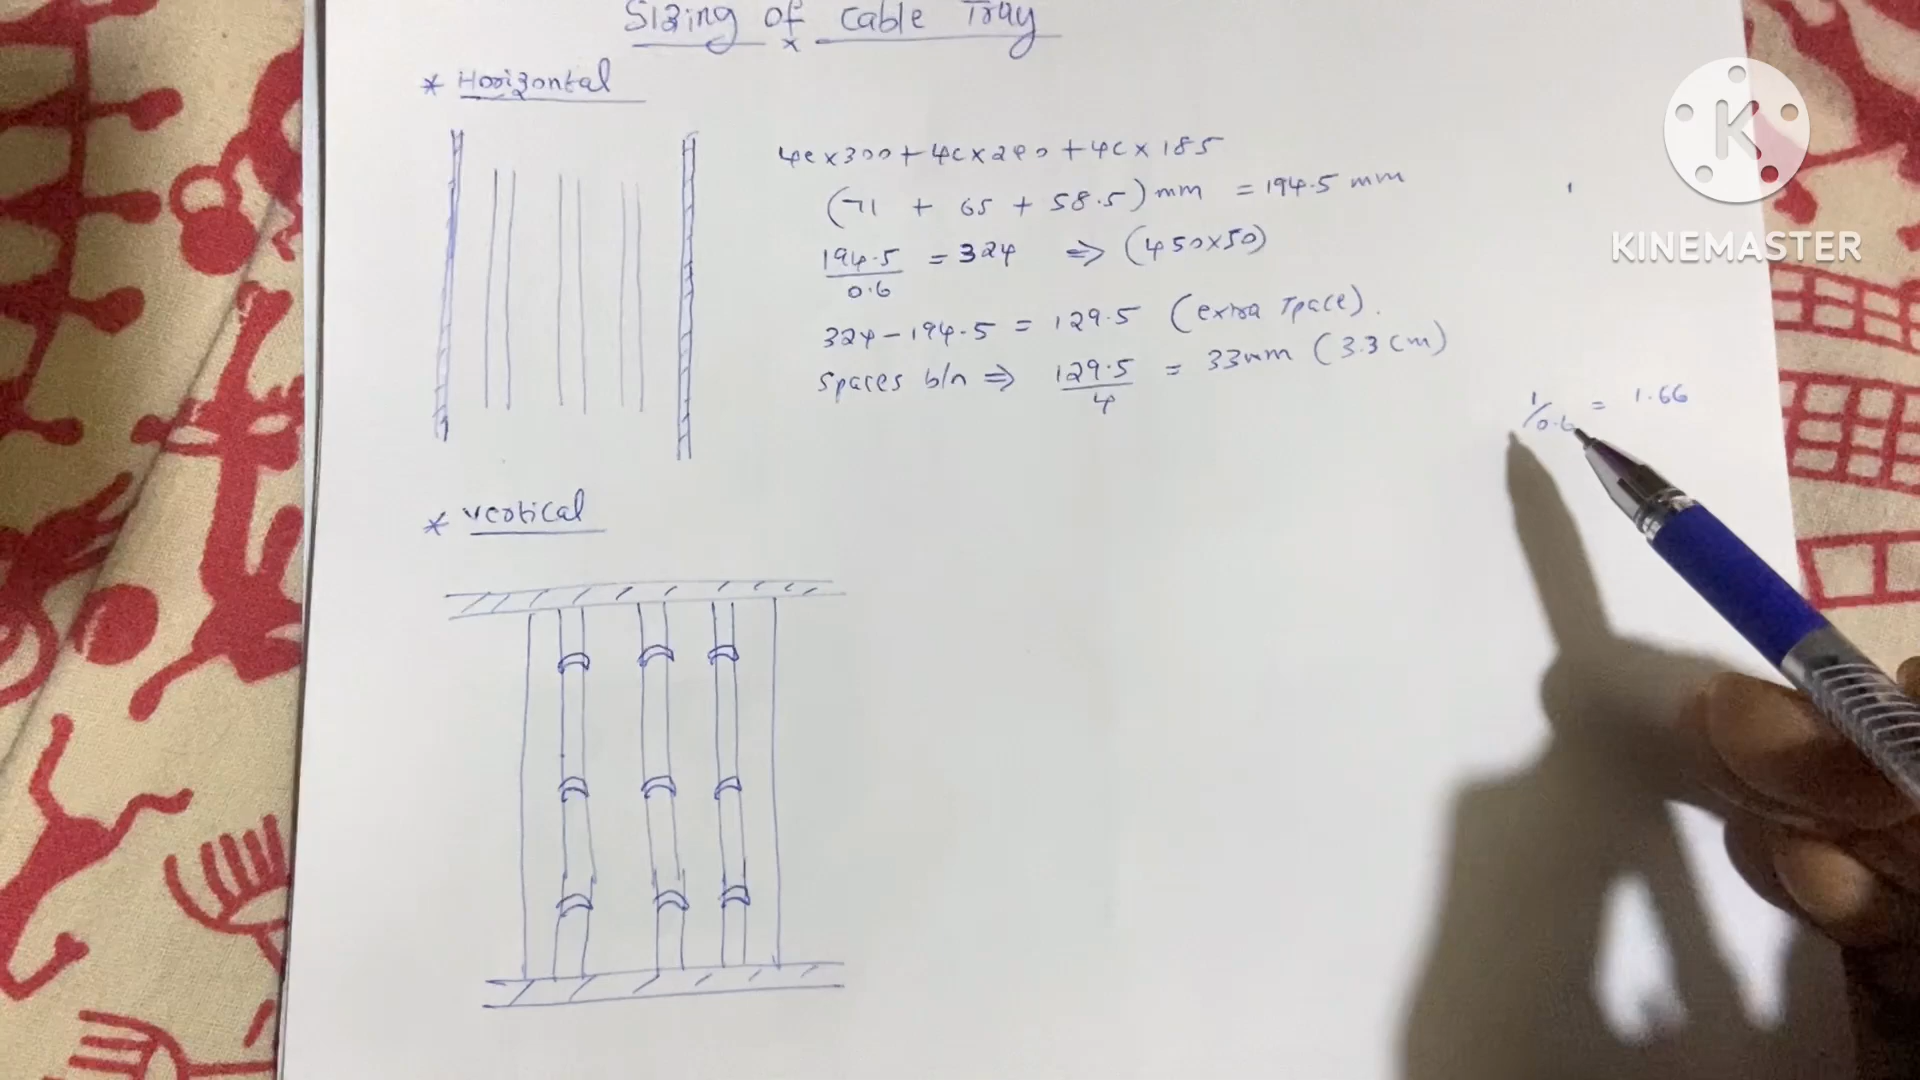 Sizing of Cable Tray
x
* Horizontal
4c x 300 + 4c x 240 + 4c x 185
(71 + 65 + 58.5) mm = 194.5 mm
194.5/0.6 = 324 => (450x50)
324 - 194.5 = 129.5 (extra space).
Spaces b/n => 129.5/4 = 33mm (3.3 cm)
1/0.6 = 1.66
* Vertical
K
KINEMASTER